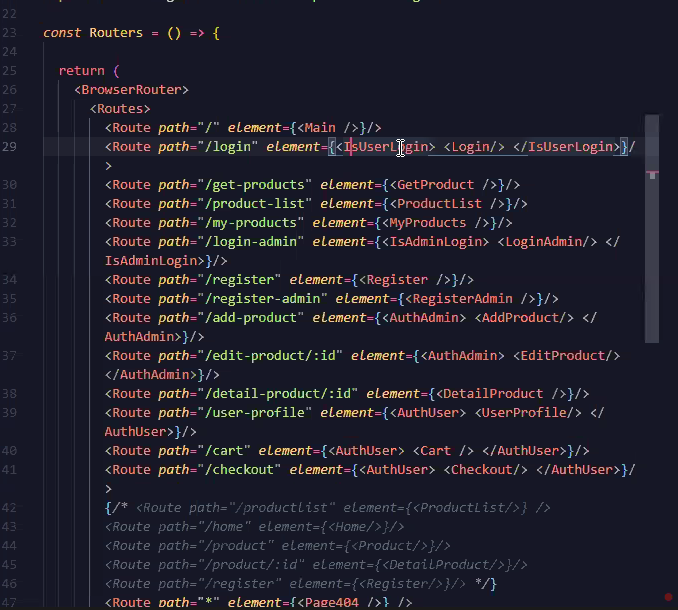 22
23 const Routers = () => {
24
25 return (
26 <BrowserRouter>
27 <Routes>
28 <Route path="/" element={<Main />}/>
29 <Route path="/login" element={<IsUserLogin> <Login/> </IsUserLogin>}/
>
30 <Route path="/get-products" element={<GetProduct />}/>
31 <Route path="/product-list" element={<ProductList />}/>
32 <Route path="/my-products" element={<MyProducts />}/>
33 <Route path="/login-admin" element={<IsAdminLogin> <LoginAdmin/> </
IsAdminLogin>}/>
34 <Route path="/register" element={<Register />}/>
35 <Route path="/register-admin" element={<RegisterAdmin />}/>
36 <Route path="/add-product" element={<AuthAdmin> <AddProduct/> </
AuthAdmin>}/>
37 <Route path="/edit-product/:id" element={<AuthAdmin> <EditProduct/>
</AuthAdmin>}/>
38 <Route path="/detail-product/:id" element={<DetailProduct />}/>
39 <Route path="/user-profile" element={<AuthUser> <UserProfile/> </
AuthUser>}/>
40 <Route path="/cart" element={<AuthUser> <Cart /> </AuthUser>}/>
41 <Route path="/checkout" element={<AuthUser> <Checkout/> </AuthUser>}/
>
42 {/* <Route path="/productList" element={<ProductList/>} />
43 <Route path="/home" element={<Home/>}/>
44 <Route path="/product" element={<Product/>}/>
45 <Route path="/product/:id" element={<DetailProduct/>}/>
46 <Route path="/register" element={<Register/>}/> */}
47 <Route path="*" element={<Page404 />} />